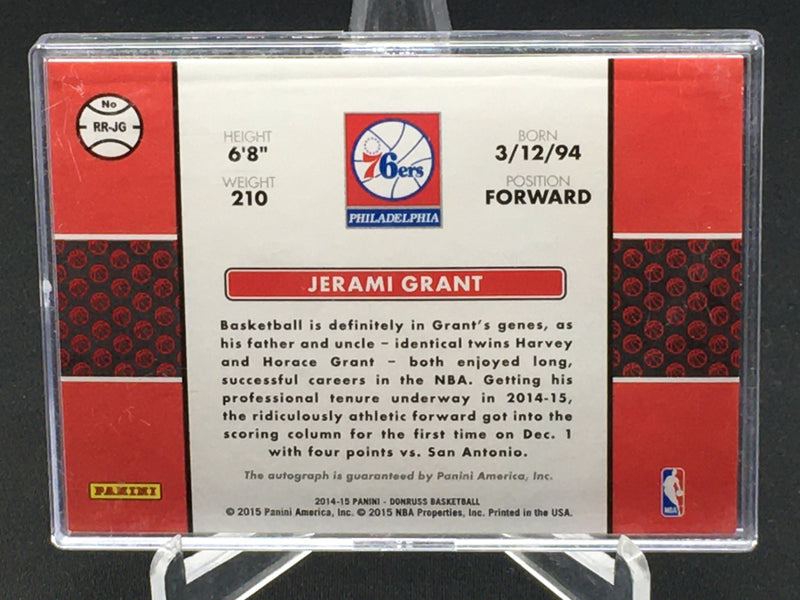 No
RR-JG
HEIGHT
6'8"
WEIGHT
210
76ers
PHILADELPHIA
BORN
3/12/94
POSITION
FORWARD
JERAMI GRANT
Basketball is definitely in Grant's genes, as
his father and uncle – identical twins Harvey
and Horace Grant – both enjoyed long,
successful careers in the NBA. Getting his
professional tenure underway in 2014-15,
the ridiculously athletic forward got into the
scoring column for the first time on Dec. 1
with four points vs. San Antonio.
The autograph is guaranteed by Panini America, Inc.
PANINI
NBA
2014-15 PANINI - DONRUSS BASKETBALL
© 2015 Panini America, Inc. © 2015 NBA Properties, Inc. Printed in the USA.